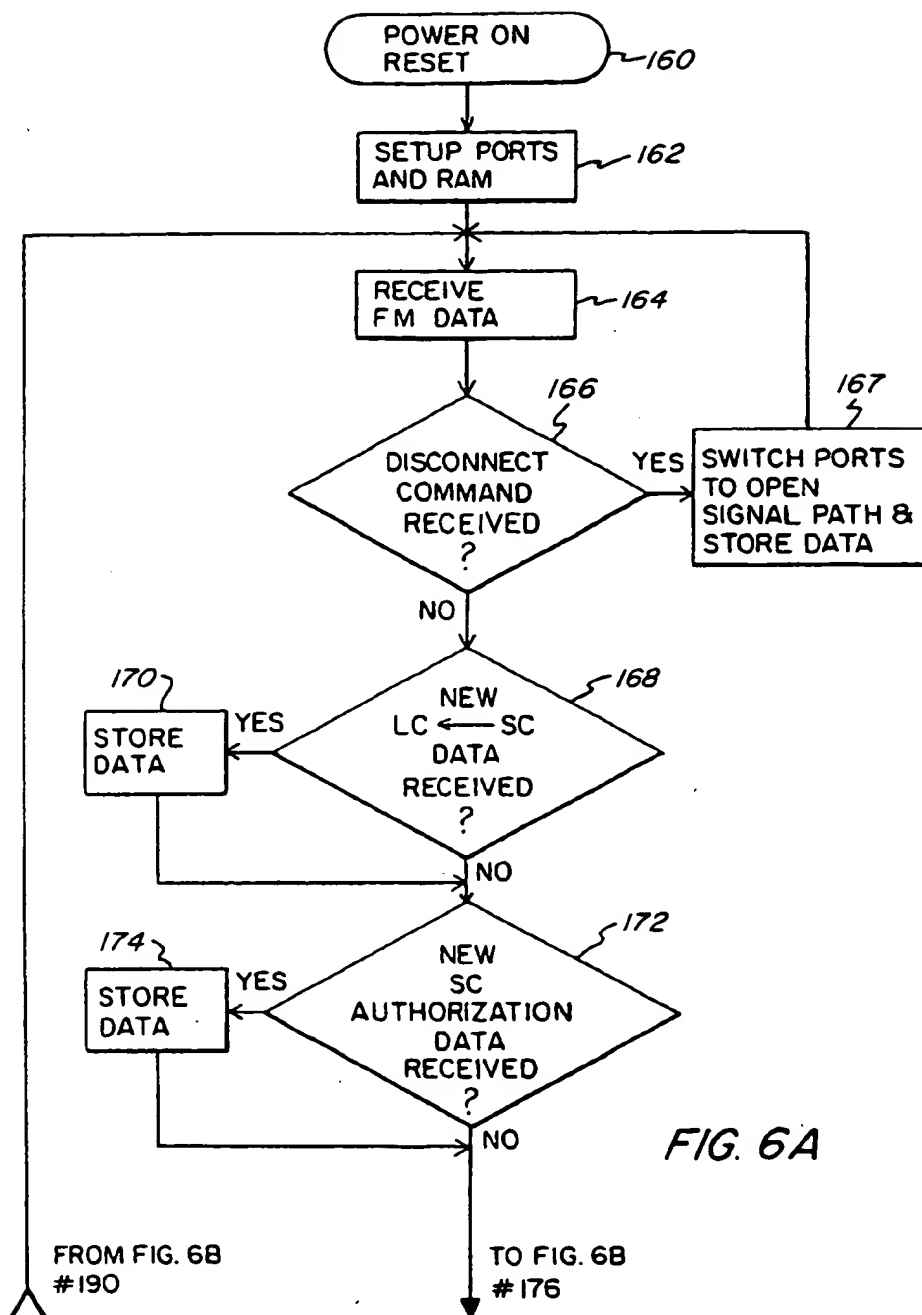 POWER ON
RESET
160
SETUP PORTS
AND RAM
162
RECEIVE
FM DATA
164
166
DISCONNECT
COMMAND
RECEIVED
?
YES
167
SWITCH PORTS
TO OPEN
SIGNAL PATH &
STORE DATA
NO
168
NEW
LC ← SC
DATA
RECEIVED
?
YES
170
STORE
DATA
NO
172
NEW
SC
AUTHORIZATION
DATA
RECEIVED
?
YES
174
STORE
DATA
NO
FIG. 6A
FROM FIG. 6B
#190
TO FIG. 6B
#176